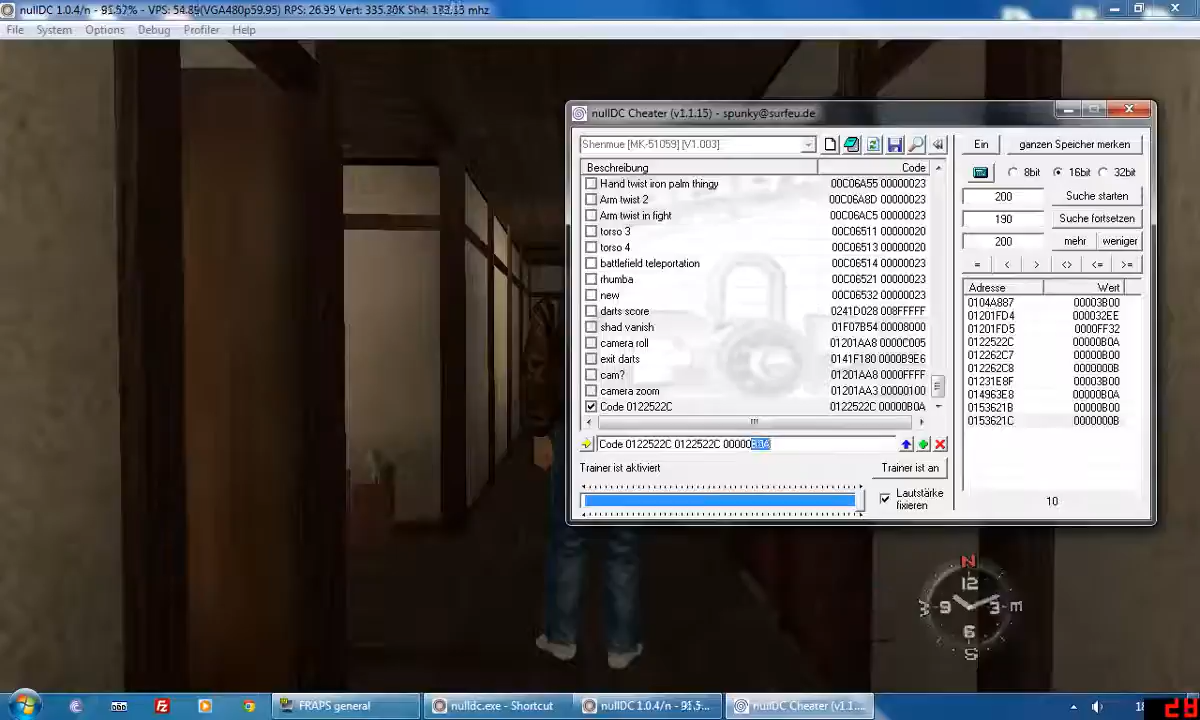 nullDC 1.0.4/n - 91.52% - VPS: 54.85(VGA480p59.95) RPS: 26.95 Vert: 335.30K Sh4: 173.13 mhz
File System Options Debug Profiler Help
nullDC Cheater (v1.1.15) - spunky@surfeu.de
Shenmue [MK-51059] [V1.003]
Ein ganzen Speicher merken
Beschreibung Code
8bit 16bit 32bit
Hand twist iron palm thingy 00C06A55 00000023
Arm twist 2 00C06A8D 00000023
Arm twist in fight 00C06AC5 00000023
torso 3 00C06511 00000020
torso 4 00C06513 00000020
battlefield teleportation 00C06514 00000023
rhumba 00C06521 00000023
new 00C06532 00000023
darts score 0241D028 008FFFFF
shad vanish 01F07B54 00008000
camera roll 01201AA8 0000C005
exit darts 0141F180 0000B9E6
cam? 01201AA8 0000FFFF
camera zoom 01201AA3 00000100
Code 0122522C 0122522C 00000B0A
Code 0122522C 0122522C 00000B0A
Trainer ist aktiviert Trainer ist an
Lautstärke
fixieren
200 Suche starten
190 Suche fortsetzen
200 mehr weniger
= < > <> <= >=
Adresse Wert
0104A887 00003B00
01201FD4 000032EE
01201FD5 0000FF32
0122522C 00000B0A
012262C7 00000B00
012262C8 0000000B
01231E8F 00003B00
014963E8 00000B0A
0153621B 00000B00
0153621C 0000000B
10
N
12
9 3
6
S
FRAPS general
nulldc.exe - Shortcut
nullDC 1.0.4/n - 91.5...
nullDC Cheater (v1.1....
28